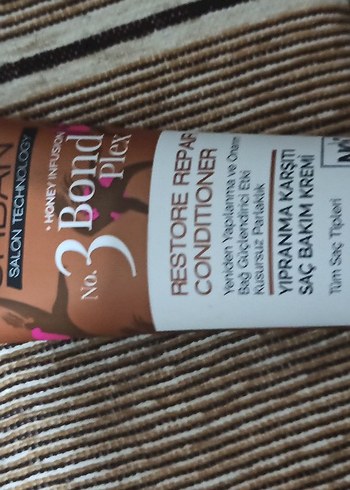 SALON TECHNOLOGY
• HONEY INFUSION
No. 3 Bond
Plex
RESTORE REPAIR
CONDITIONER
Yeniden Yapılanma ve Onarım
Bağ Güçlendirici Etki
Kusursuz Parlaklık
YIPRANMA KARŞITI
SAÇ BAKIM KREMİ
Tüm Saç Tipleri